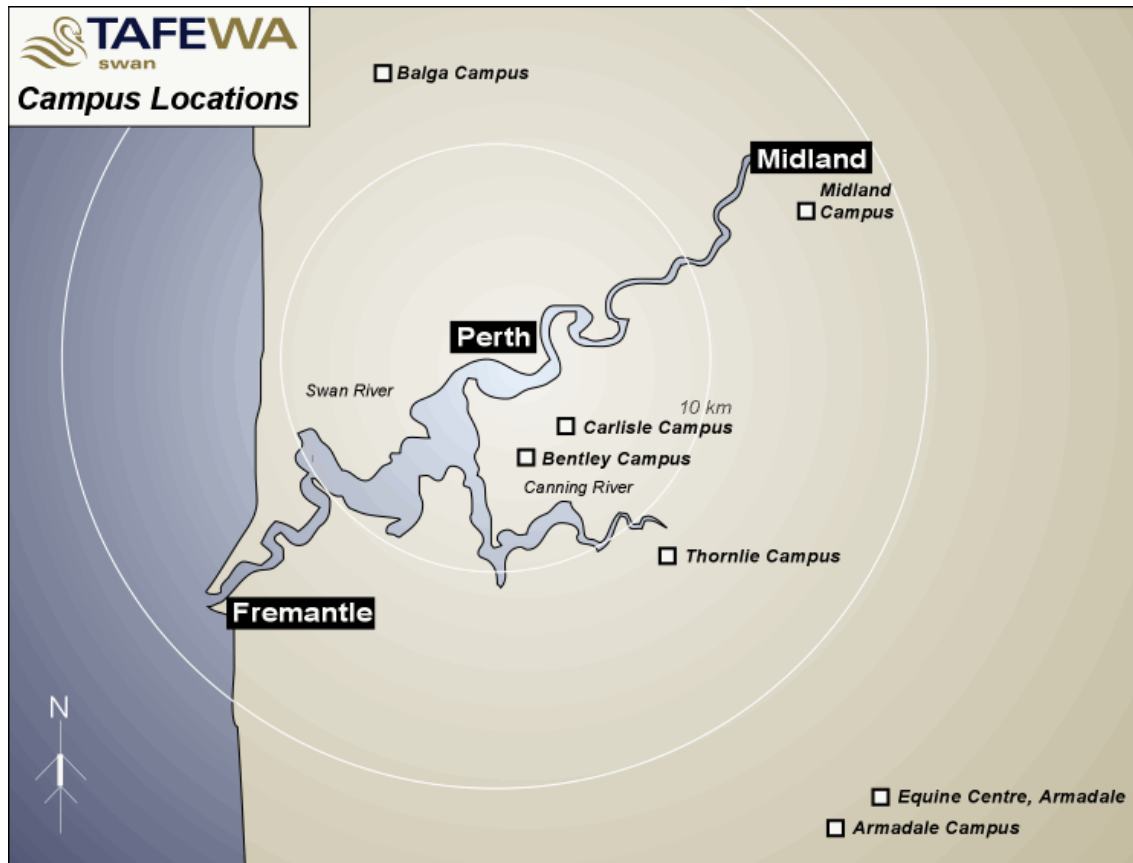 TAFEWA
swan
Campus Locations
Balga Campus
Midland
Midland
Campus
Perth
Swan River
10 km
Carlisle Campus
Bentley Campus
Canning River
Thornlie Campus
Fremantle
N
Equine Centre, Armadale
Armadale Campus